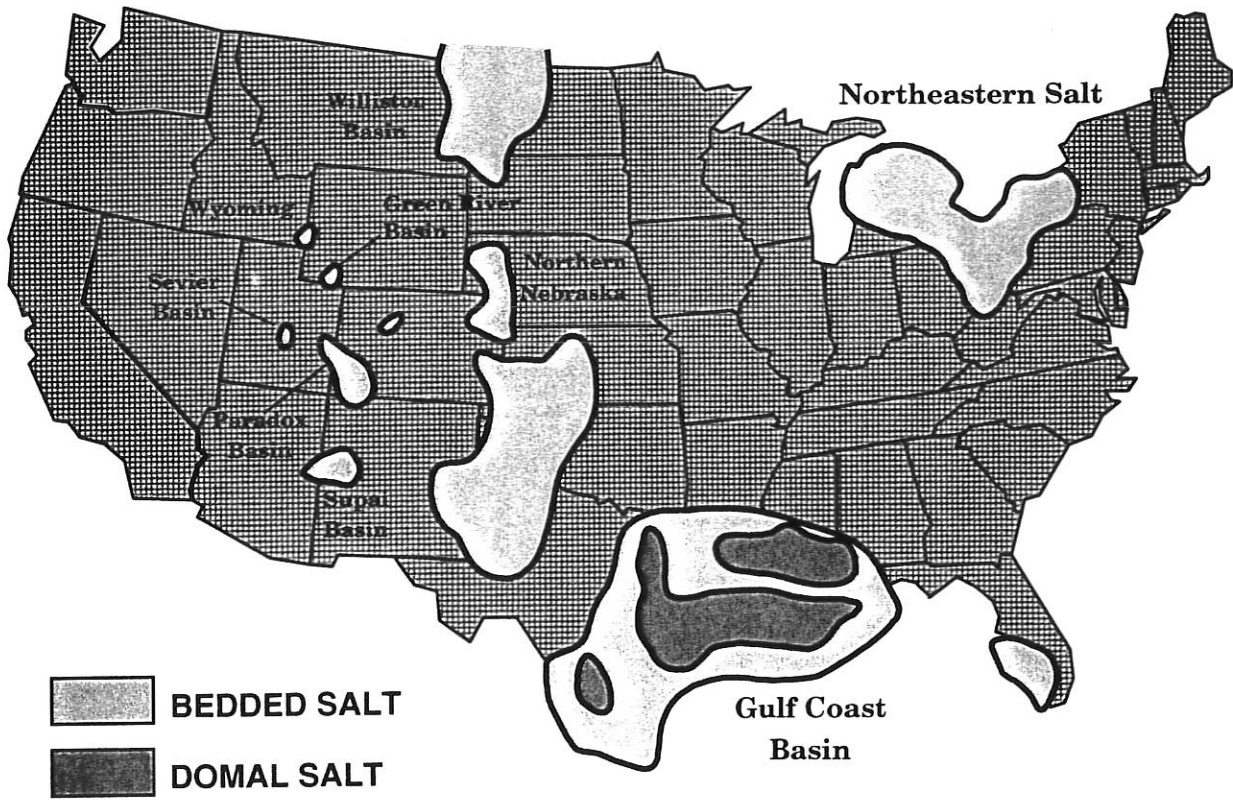 Northeastern Salt
Williston
Basin
Wyoming
Green River
Basin
Northern
Nebraska
Sevier
Basin
Paradox
Basin
Supai
Basin
Gulf Coast
Basin
BEDDED SALT
DOMAL SALT